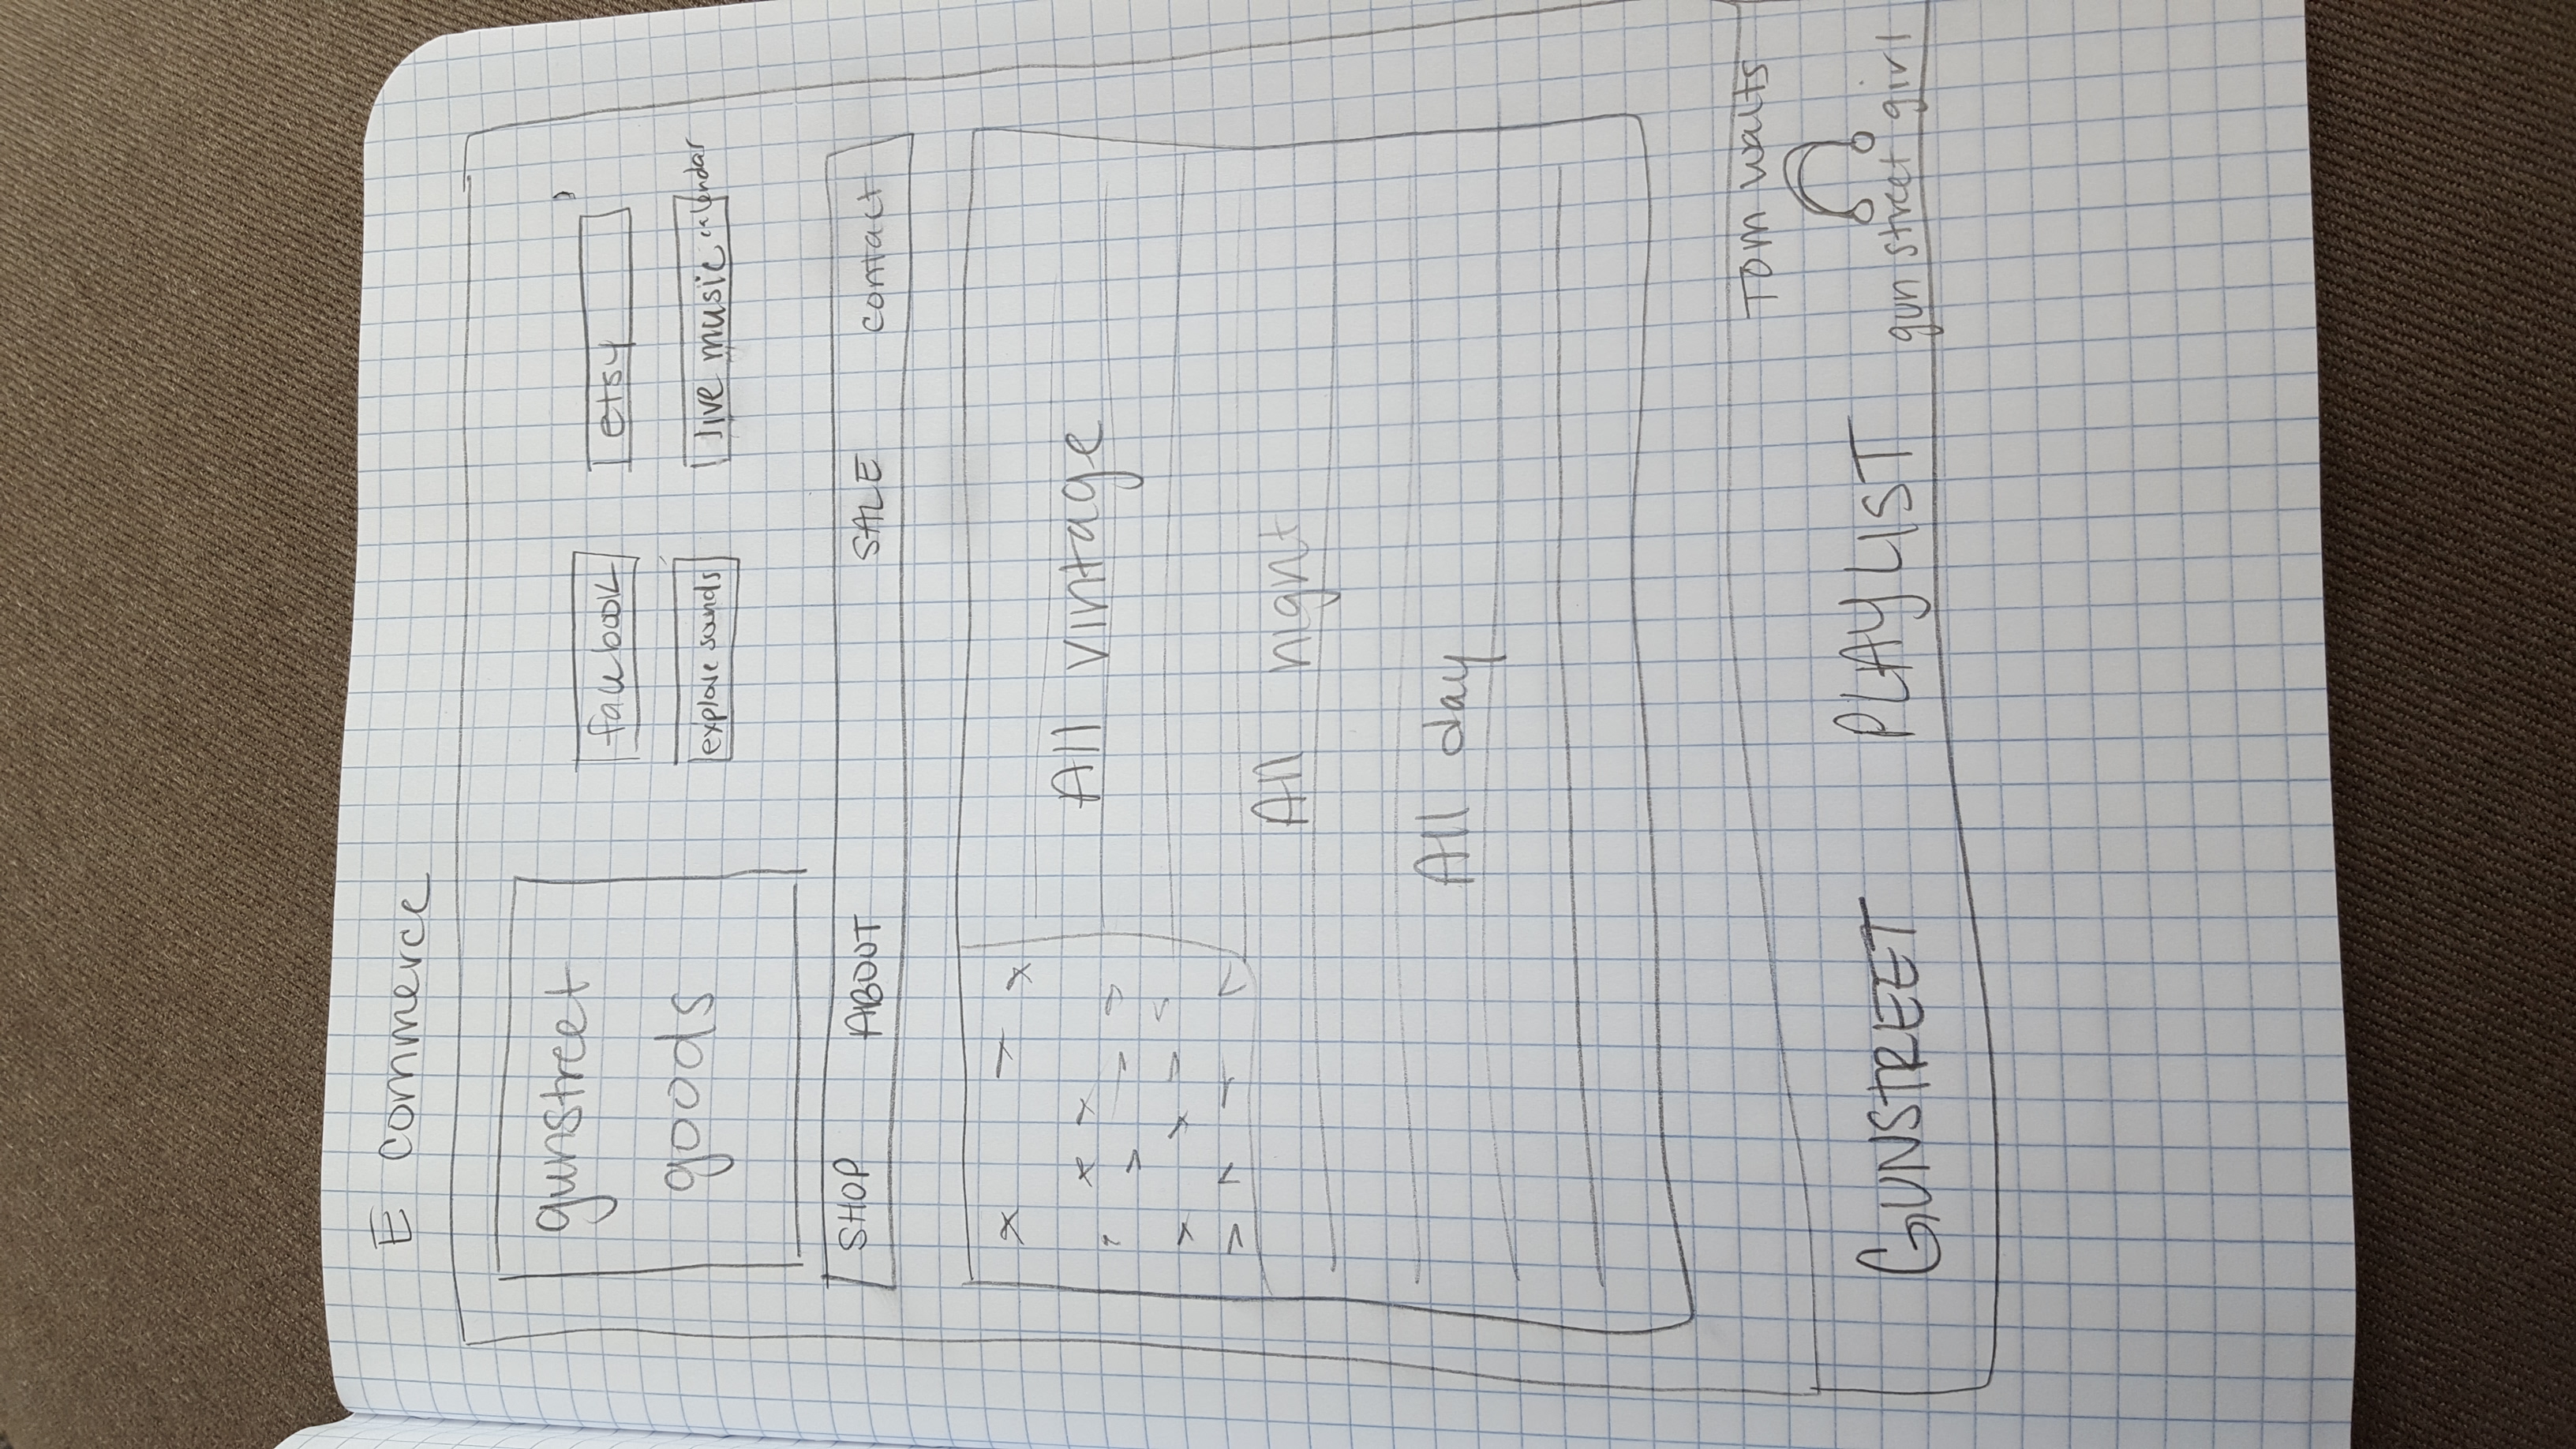 E commerce
gunstreet
goods
facebook
etsy
explore sounds
live music calendar
SHOP ABOUT SALE contact
All vintage
All night
All day
Tom waits
GUNSTREET PLAYLIST
gun street girl